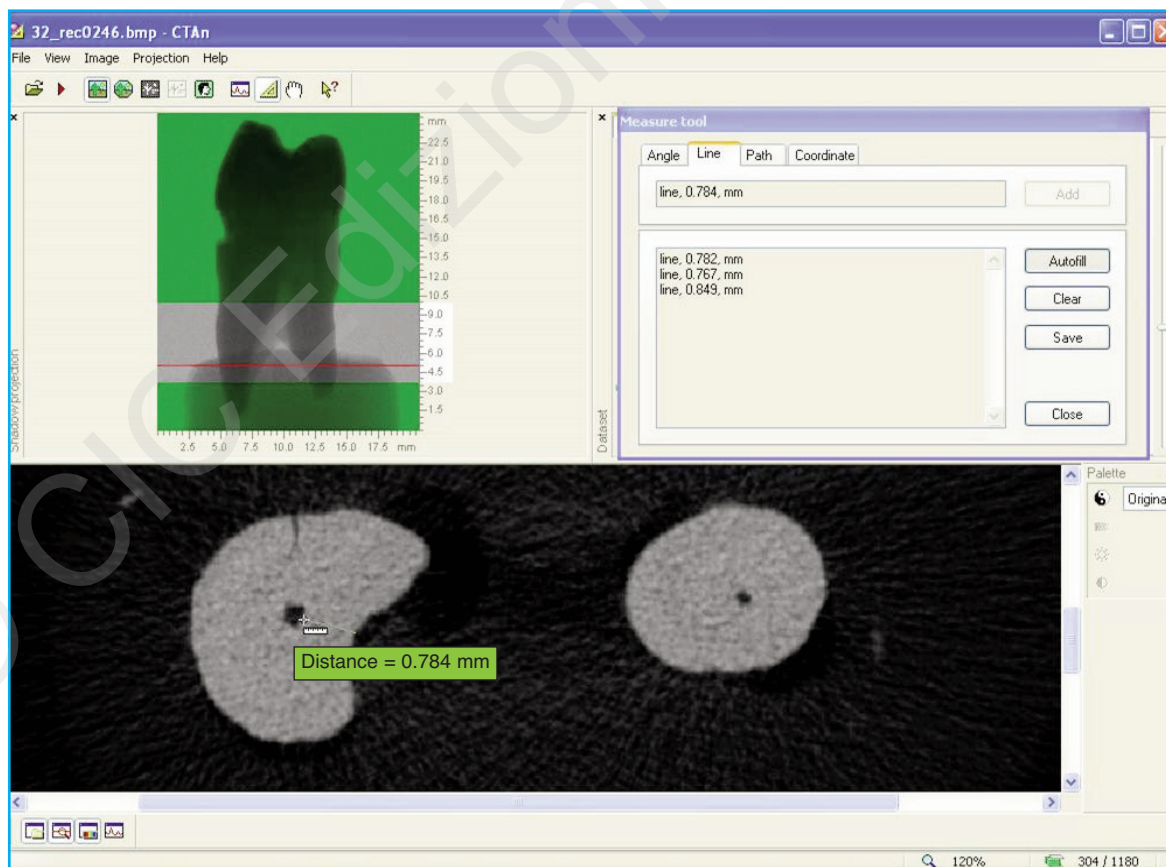 32_rec0246.bmp - CTAn
File View Image Projection Help
Shadow projection
mm
22.5
21.0
19.5
18.0
16.5
15.0
13.5
12.0
10.5
9.0
7.5
6.0
4.5
3.0
1.5
2.5 5.0 7.5 10.0 12.5 15.0 17.5 mm
Dataset
Measure tool
Angle Line Path Coordinate
line, 0.784, mm
Add
line, 0.782, mm
line, 0.767, mm
line, 0.849, mm
Autofill
Clear
Save
Close
Distance = 0.784 mm
Palette
Origina
120% 304 / 1180
© CIC Edizioni